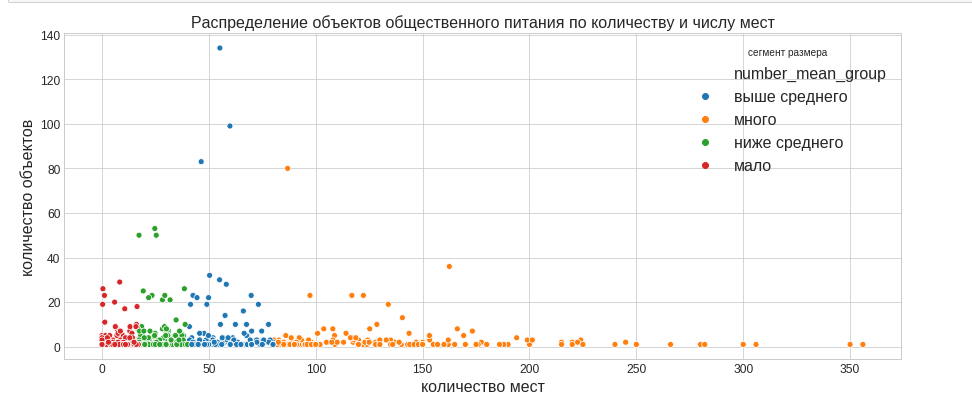 Распределение объектов общественного питания по количеству и числу мест
140
120
100
80
60
40
20
0
количество объектов
сегмент размера
number_mean_group
выше среднего
много
ниже среднего
мало
0 50 100 150 200 250 300 350
количество мест